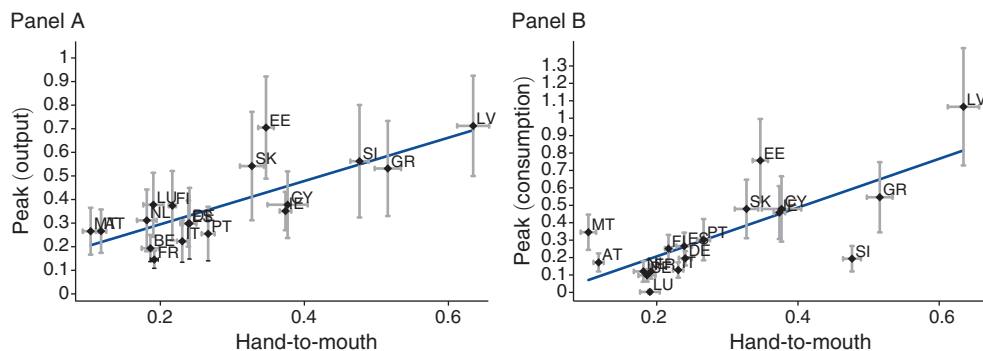 Panel A
Peak (output)
1
0.9
0.8
0.7
0.6
0.5
0.4
0.3
0.2
0.1
0
0.2
0.4
0.6
Hand-to-mouth
MT
AT
LU
FI
NL
ES
BE
IT
PT
FR
SK
EE
CY
IE
SI
GR
LV
Panel B
Peak (consumption)
1.3
1.2
1.1
1
0.9
0.8
0.7
0.6
0.5
0.4
0.3
0.2
0.1
0
0.2
0.4
0.6
Hand-to-mouth
MT
AT
LU
FI
ES
PT
DE
IT
BE
SK
EE
CY
SI
GR
LV